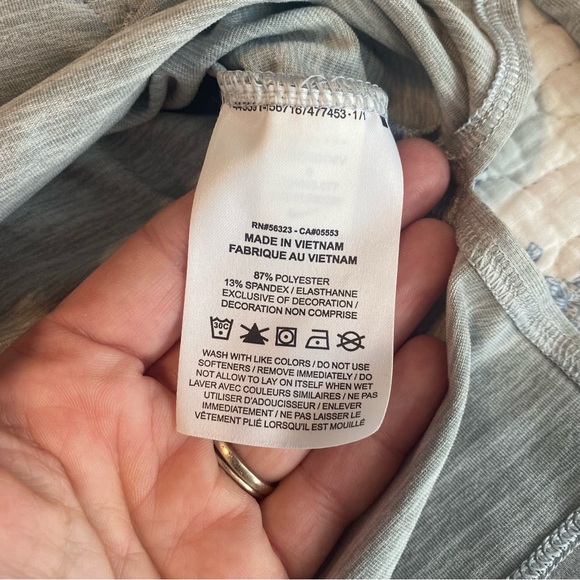 RN#56323 - CA#05553
MADE IN VIETNAM
FABRIQUE AU VIETNAM
87% POLYESTER
13% SPANDEX / ELASTHANNE
EXCLUSIVE OF DECORATION /
DECORATION NON COMPRISE
30C
WASH WITH LIKE COLORS / DO NOT USE
SOFTENERS / REMOVE IMMEDIATELY / DO
NOT ALLOW TO LAY ON ITSELF WHEN WET
LAVER AVEC COULEURS SIMILAIRES / NE PAS
UTILISER D'ADOUCISSEUR / ENLEVER
IMMEDIATEMENT / NE PAS LAISSER LE
VÊTEMENT PLIÉ LORSQU'IL EST MOUILLÉ